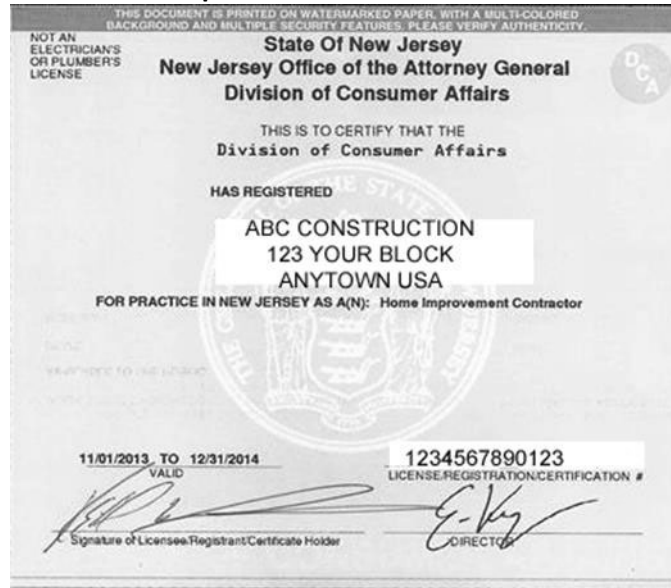 THIS DOCUMENT IS PRINTED ON WATERMARKED PAPER, WITH A MULTI-COLORED
BACKGROUND AND MULTIPLE SECURITY FEATURES. PLEASE VERIFY AUTHENTICITY.
NOT AN
ELECTRICIAN'S
OR PLUMBER'S
LICENSE
State Of New Jersey
New Jersey Office of the Attorney General
Division of Consumer Affairs
DCA
THIS IS TO CERTIFY THAT THE
Division of Consumer Affairs
HAS REGISTERED
ABC CONSTRUCTION
123 YOUR BLOCK
ANYTOWN USA
FOR PRACTICE IN NEW JERSEY AS A(N): Home Improvement Contractor
11/01/2013 TO 12/31/2014
VALID
1234567890123
LICENSE/REGISTRATION/CERTIFICATION #
Signature of Licensee/Registrant/Certificate Holder
DIRECTOR